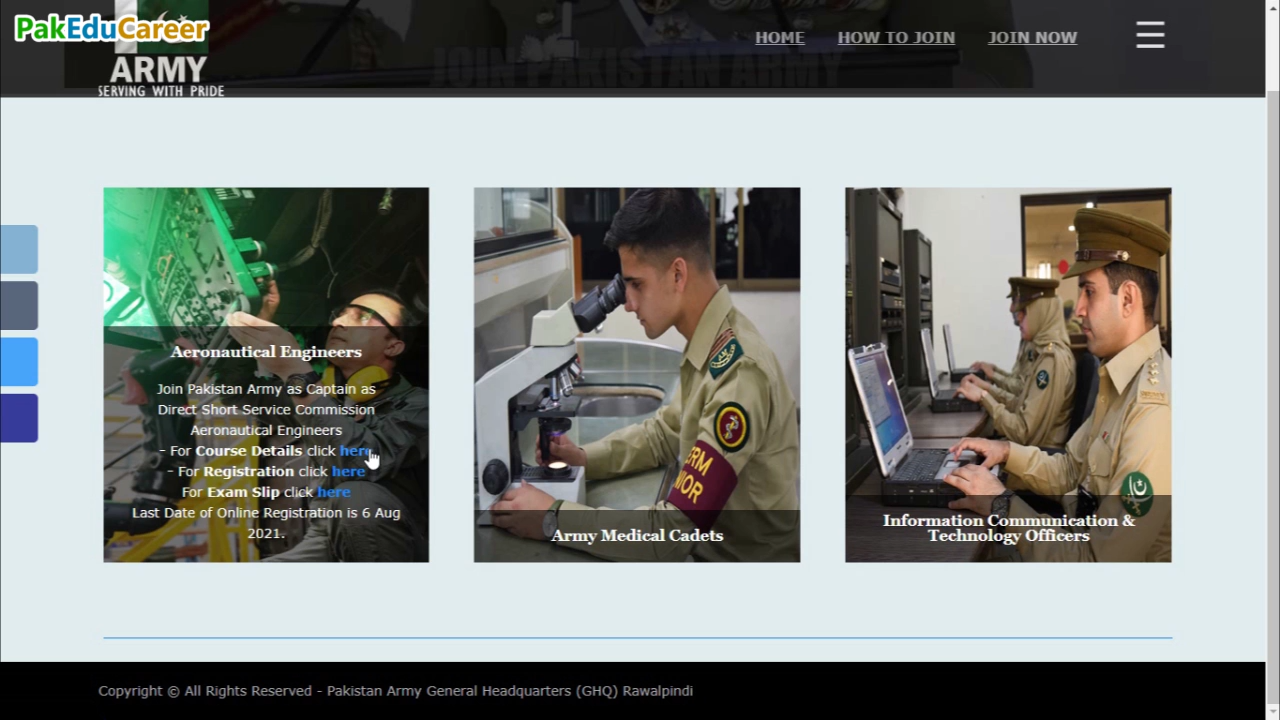 PakEduCareer
ARMY
SERVING WITH PRIDE
HOME HOW TO JOIN JOIN NOW
JOIN PAKISTAN ARMY
Aeronautical Engineers
Join Pakistan Army as Captain as
Direct Short Service Commission
Aeronautical Engineers
- For Course Details click here
- For Registration click here
For Exam Slip click here
Last Date of Online Registration is 6 Aug
2021.
Army Medical Cadets
Information Communication &
Technology Officers
Copyright © All Rights Reserved - Pakistan Army General Headquarters (GHQ) Rawalpindi